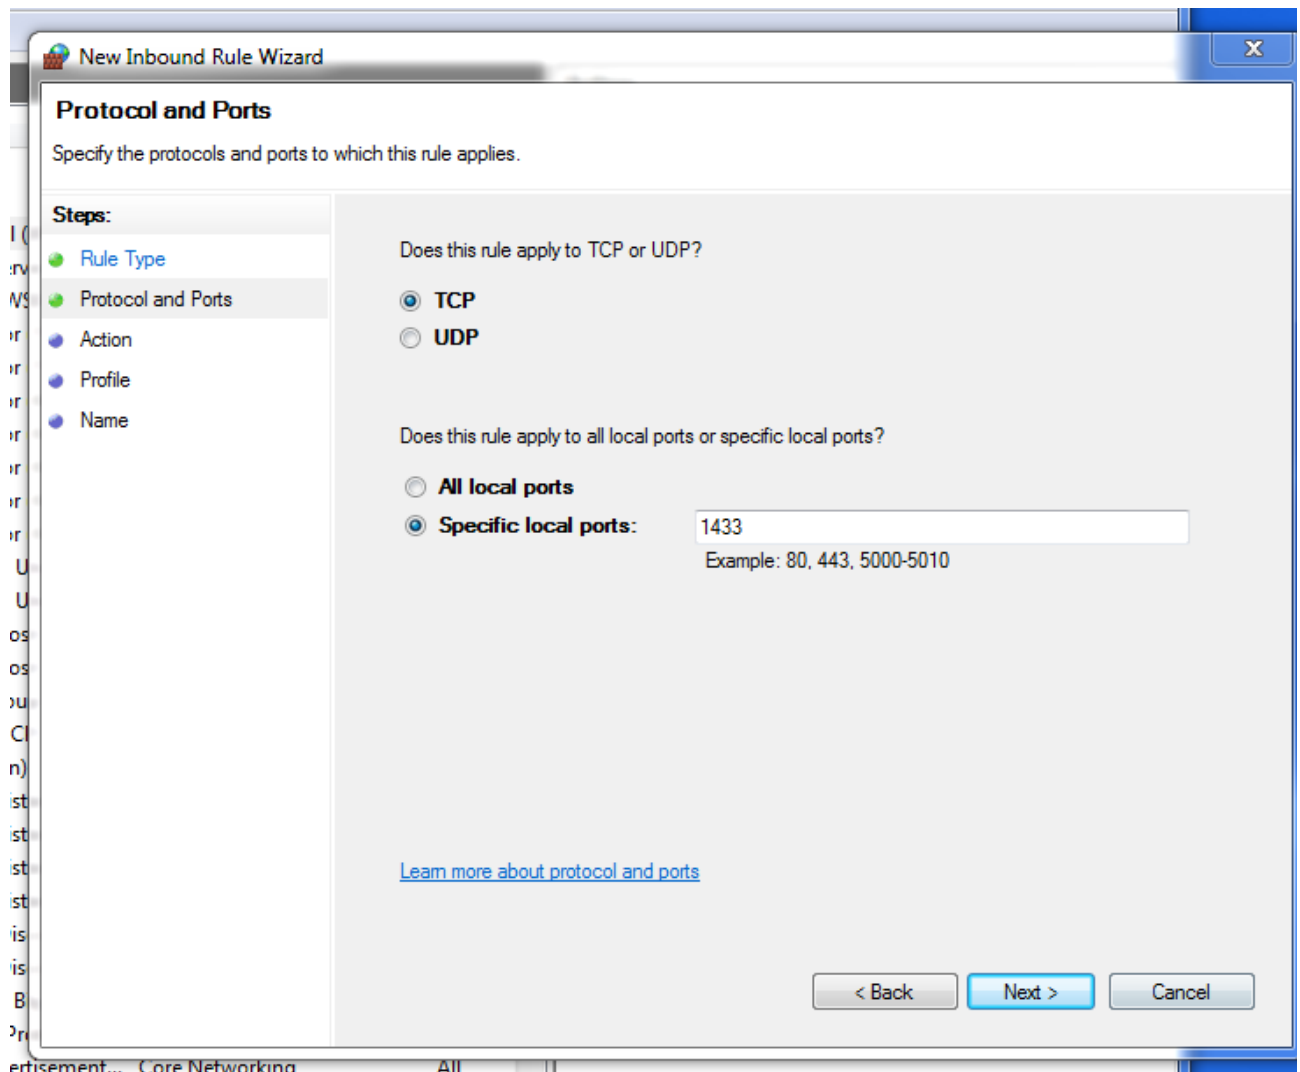 New Inbound Rule Wizard
X
Protocol and Ports
Specify the protocols and ports to which this rule applies.
Steps:
Rule Type
Protocol and Ports
Action
Profile
Name
Does this rule apply to TCP or UDP?
TCP
UDP
Does this rule apply to all local ports or specific local ports?
All local ports
Specific local ports:
1433
Example: 80, 443, 5000-5010
Learn more about protocol and ports
< Back
Next >
Cancel
Core Networking
All